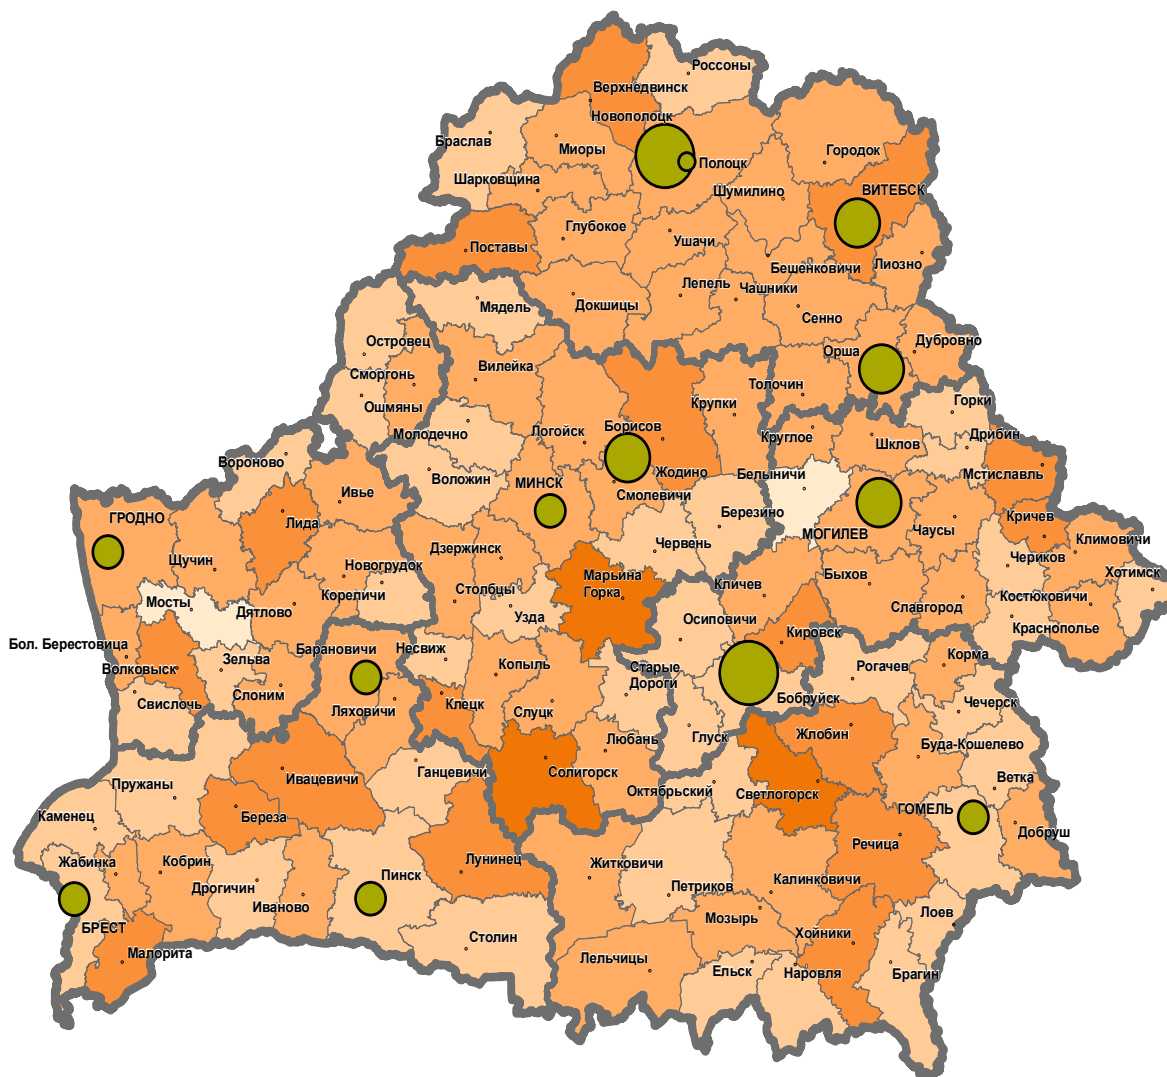 Россоны
Верхнедвинск
Новополоцк
Браслав
Миоры
Полоцк
Городок
Шарковщина
Шумилино
ВИТЕБСК
Поставы
Глубокое
Ушачи
Бешенковичи
Лиозно
Мядель
Докшицы
Лепель
Чашники
Сенно
Островец
Орша
Дубровно
Сморгонь
Вилейка
Толочин
Ошмяны
Крупки
Горки
Молодечно
Логойск
Борисов
Круглое
Шклов
Дрибин
Вороново
Воложин
МИНСК
Жодино
Белыничи
Мстиславль
Ивье
Смолевичи
Березино
ГРОДНО
Лида
МОГИЛЕВ
Чаусы
Кричев
Климовичи
Щучин
Дзержинск
Червень
Чериков
Хотимск
Новогрудок
Столбцы
Марьина
Горка
Кличев
Быхов
Мосты
Дятлово
Кореличи
Узда
Осиповичи
Славгород
Костюковичи
Краснополье
Бол. Берестовица
Барановичи
Несвиж
Кировск
Волковыск
Зельва
Копыль
Старые
Дороги
Рогачев
Корма
Свислочь
Слоним
Ляховичи
Клецк
Слуцк
Бобруйск
Чечерск
Любань
Глуск
Жлобин
Буда-Кошелево
Пружаны
Ивацевичи
Ганцевичи
Солигорск
Октябрьский
Светлогорск
Ветка
Каменец
Береза
ГОМЕЛЬ
Добруш
Жабинка
Кобрин
Дрогичин
Иваново
Пинск
Лунинец
Житковичи
Петриков
Калинковичи
Речица
БРЕСТ
Малорита
Столин
Мозырь
Хойники
Лоев
Лельчицы
Ельск
Наровля
Брагин